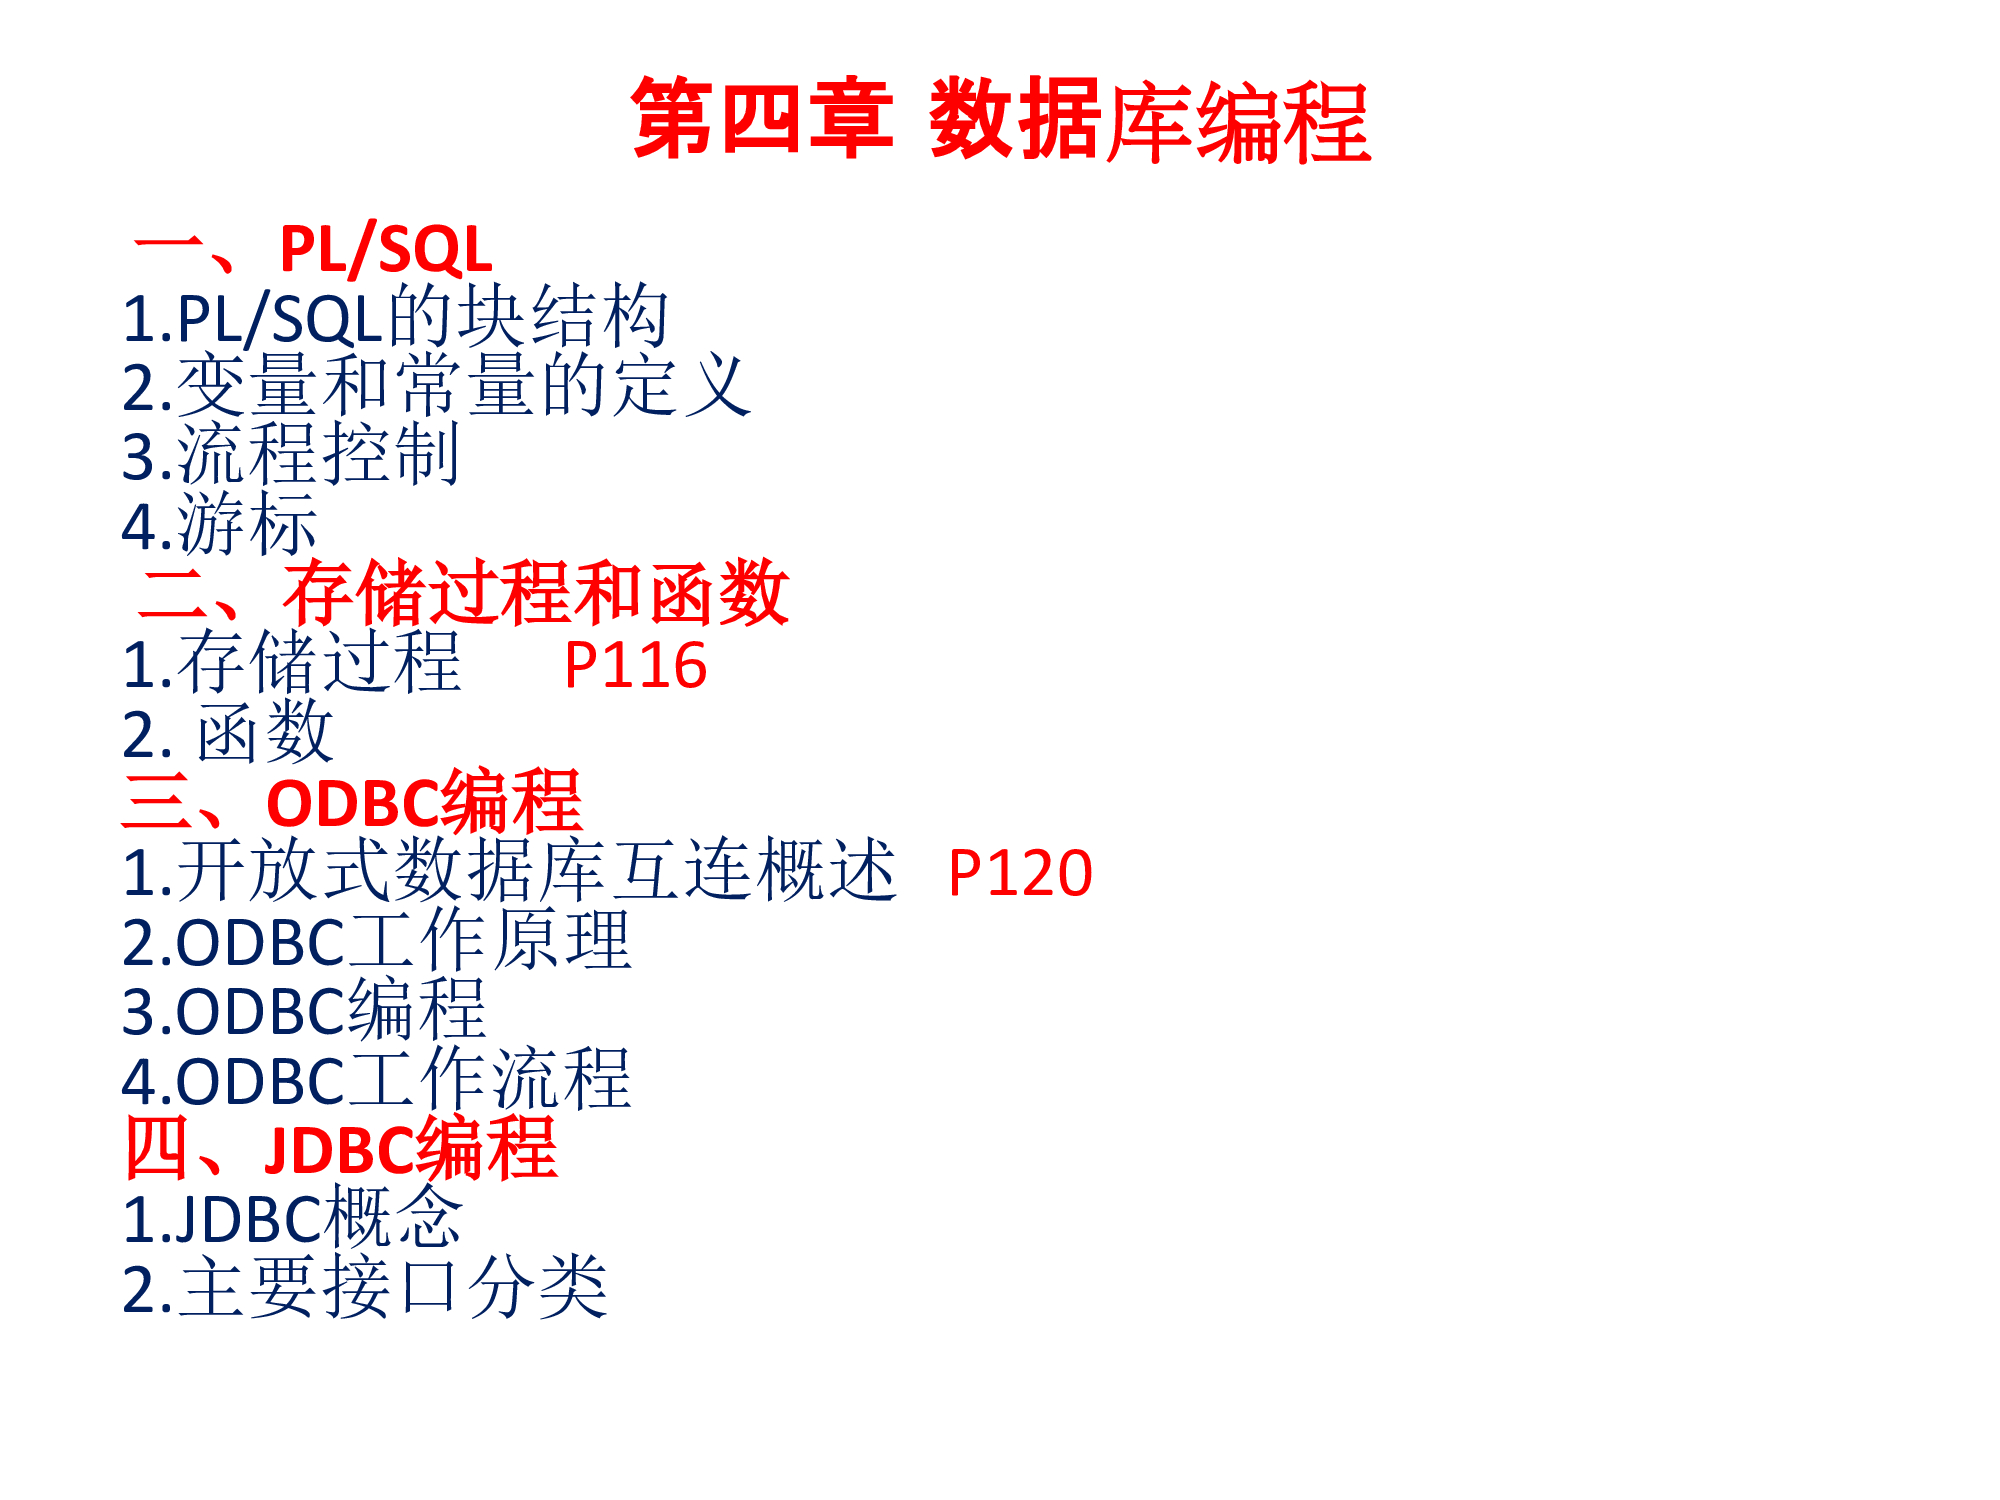 第四章 数据库编程
一、PL/SQL
1.PL/SQL的块结构
2.变量和常量的定义
3.流程控制
4.游标
二、存储过程和函数
1.存储过程 P116
2. 函数
三、ODBC编程
1.开放式数据库互连概述 P120
2.ODBC工作原理
3.ODBC编程
4.ODBC工作流程
四、JDBC编程
1.JDBC概念
2.主要接口分类